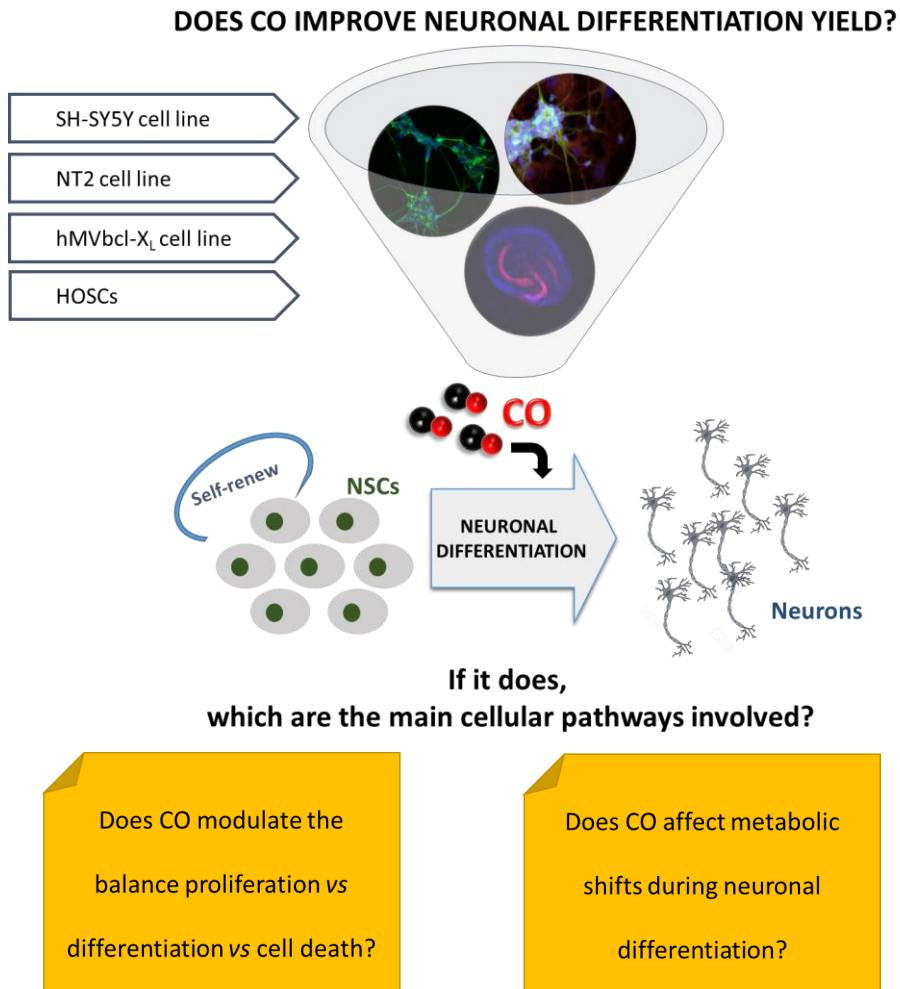 DOES CO IMPROVE NEURONAL DIFFERENTIATION YIELD?
SH-SY5Y cell line
NT2 cell line
hMVbcl-X_L cell line
HOSCs
CO
Self-renew
NSCs
NEURONAL
DIFFERENTIATION
Neurons
If it does,
which are the main cellular pathways involved?
Does CO modulate the
balance proliferation vs
differentiation vs cell death?
Does CO affect metabolic
shifts during neuronal
differentiation?